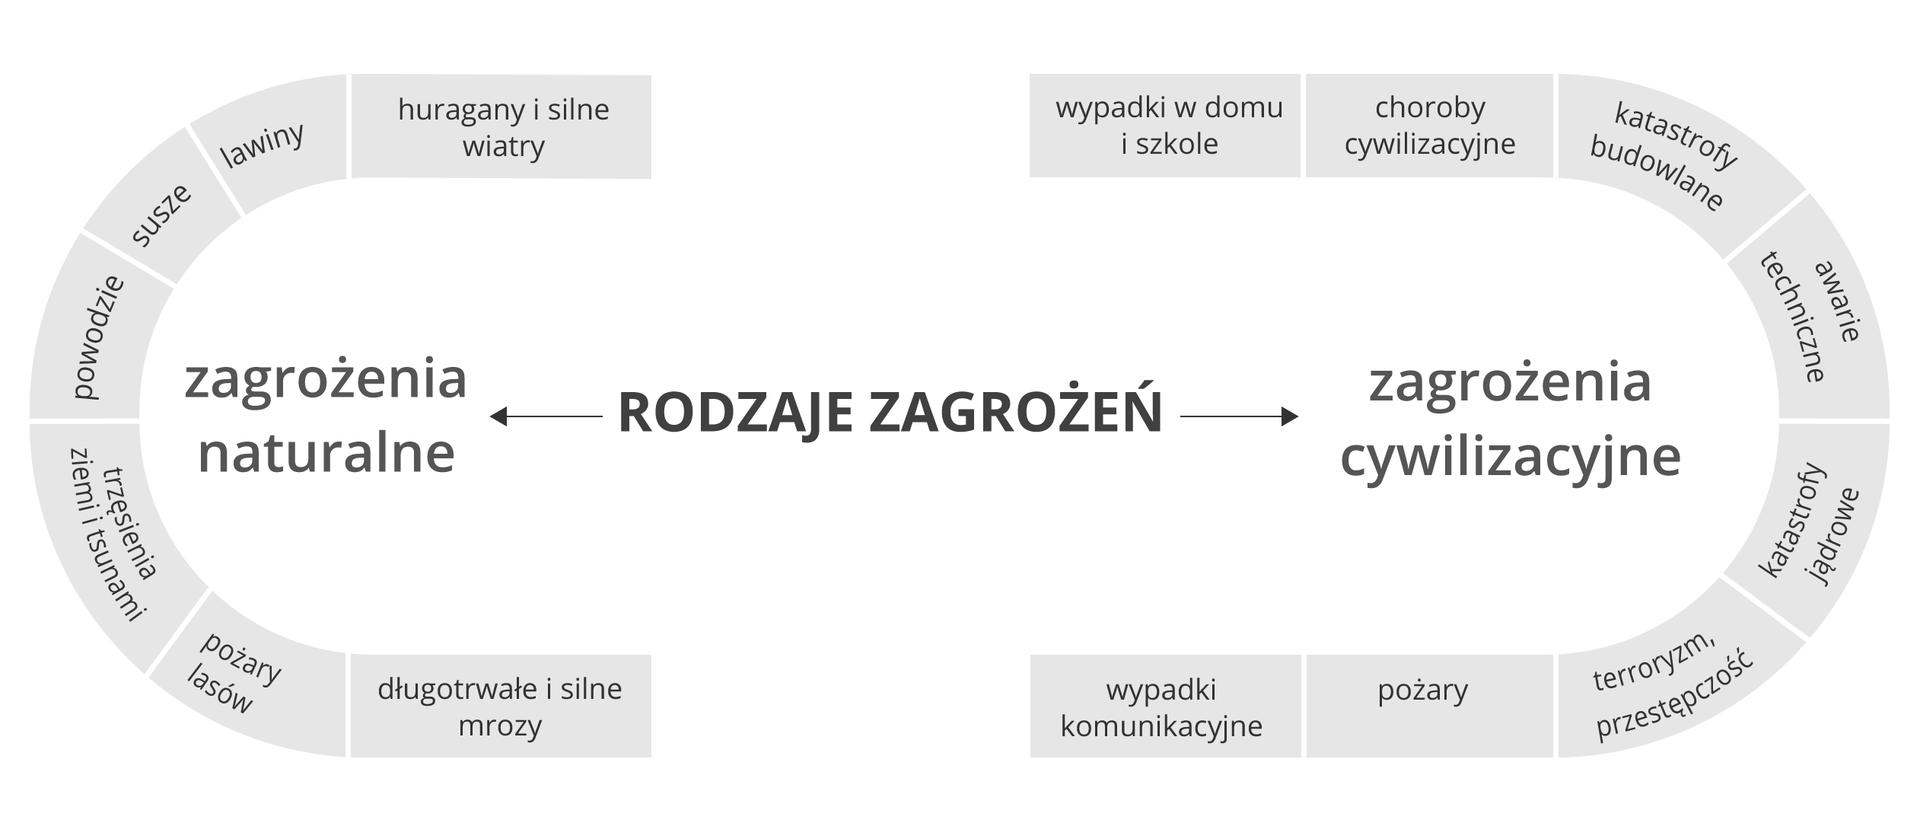 huragany i silne
wiatry
lawiny
susze
powodzie
trzęsienia
ziemi i tsunami
pożary
lasów
długotrwałe i silne
mrozy
zagrożenia
naturalne
RODZAJE ZAGROŻEŃ
zagrożenia
cywilizacyjne
wypadki w domu
i szkole
choroby
cywilizacyjne
katastrofy
budowlane
awarie
techniczne
katastrofy
jądrowe
terroryzm,
przestępczość
pożary
wypadki
komunikacyjne